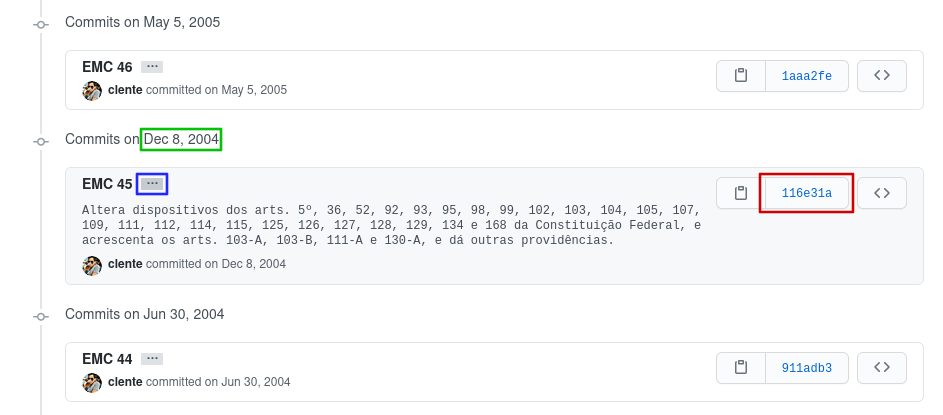 Commits on May 5, 2005
EMC 46 …
1aaa2fe
clente committed on May 5, 2005
Commits on Dec 8, 2004
EMC 45 …
116e31a
Altera dispositivos dos arts. 5º, 36, 52, 92, 93, 95, 98, 99, 102, 103, 104, 105, 107,
109, 111, 112, 114, 115, 125, 126, 127, 128, 129, 134 e 168 da Constituição Federal, e
acrescenta os arts. 103-A, 103-B, 111-A e 130-A, e dá outras providências.
clente committed on Dec 8, 2004
Commits on Jun 30, 2004
EMC 44 …
911adb3
clente committed on Jun 30, 2004